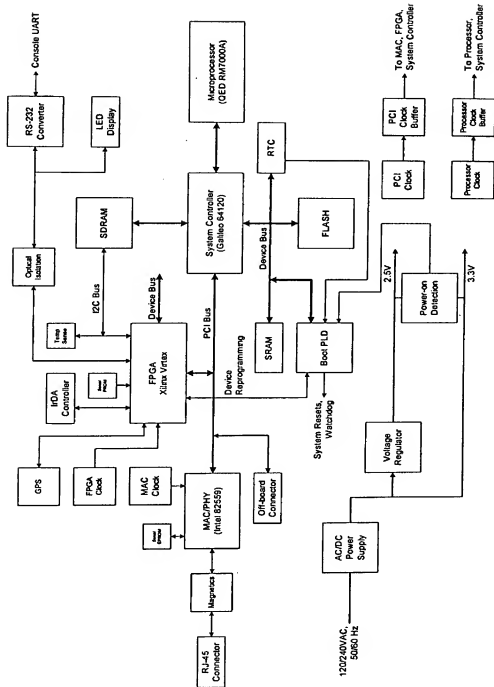 Console UART
RS-232
Converter
LED
Display
Optical
Isolation
Microprocessor
(QED RM7000A)
To MAC, FPGA,
System Controller
To Processor,
System Controller
PCI
Clock
Buffer
Processor
Clock
Buffer
PCI
Clock
Processor
Clock
RTC
SDRAM
System Controller
(Galileo 64120)
FLASH
Device Bus
I2C Bus
Device Bus
PCI Bus
Temp
Sense
Serial
PROM
IrDA
Controller
FPGA
Xilinx Virtex
Device
Reprogramming
SRAM
Boot PLD
System Resets,
Watchdog
2.5V
Power-on
Detection
3.3V
GPS
FPGA
Clock
MAC
Clock
Serial
EPROM
MAC/PHY
(Intel 82559)
Off-board
Connector
Magnetics
RJ-45
Connector
Voltage
Regulator
AC/DC
Power
Supply
120/240VAC,
50/60 Hz